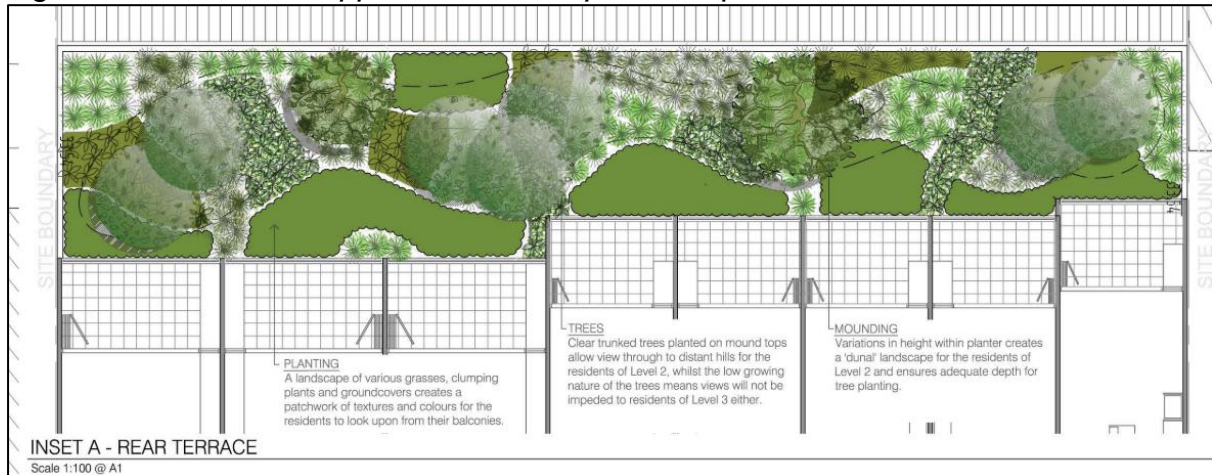 SITE BOUNDARY
SITE BOUNDARY
PLANTING
A landscape of various grasses, clumping
plants and groundcovers creates a
patchwork of textures and colours for the
residents to look upon from their balconies.
TREES
Clear trunked trees planted on mound tops
allow view through to distant hills for the
residents of Level 2, whilst the low growing
nature of the trees means views will not be
impeded to residents of Level 3 either.
MOUNDING
Variations in height within planter creates
a 'dunal' landscape for the residents of
Level 2 and ensures adequate depth for
tree planting.
INSET A - REAR TERRACE
Scale 1:100 @ A1